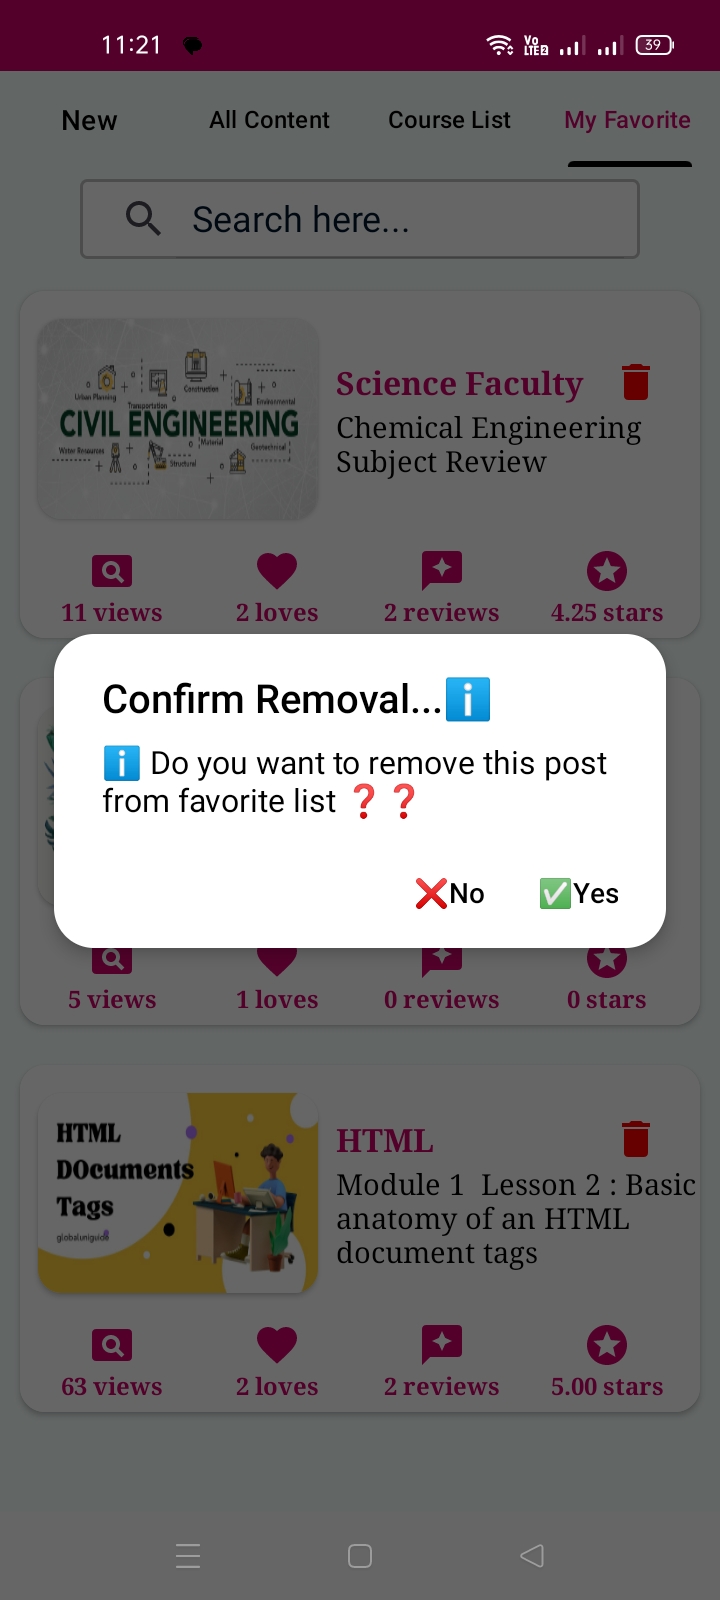 11:21
Vo
LTE2
39
New
All Content
Course List
My Favorite
Search here...
Urban Planning
Transportation
Construction
Environmental
CIVIL ENGINEERING
Water Resources
Structural
Material
Geotechnical
Science Faculty
Chemical Engineering
Subject Review
11 views
2 loves
2 reviews
4.25 stars
Confirm Removal...ℹ️
ℹ️ Do you want to remove this post
from favorite list ❓❓
❌No
✅Yes
5 views
1 loves
0 reviews
0 stars
HTML
DOcuments
Tags
globaluniguide
HTML
Module 1  Lesson 2 : Basic
anatomy of an HTML
document tags
63 views
2 loves
2 reviews
5.00 stars